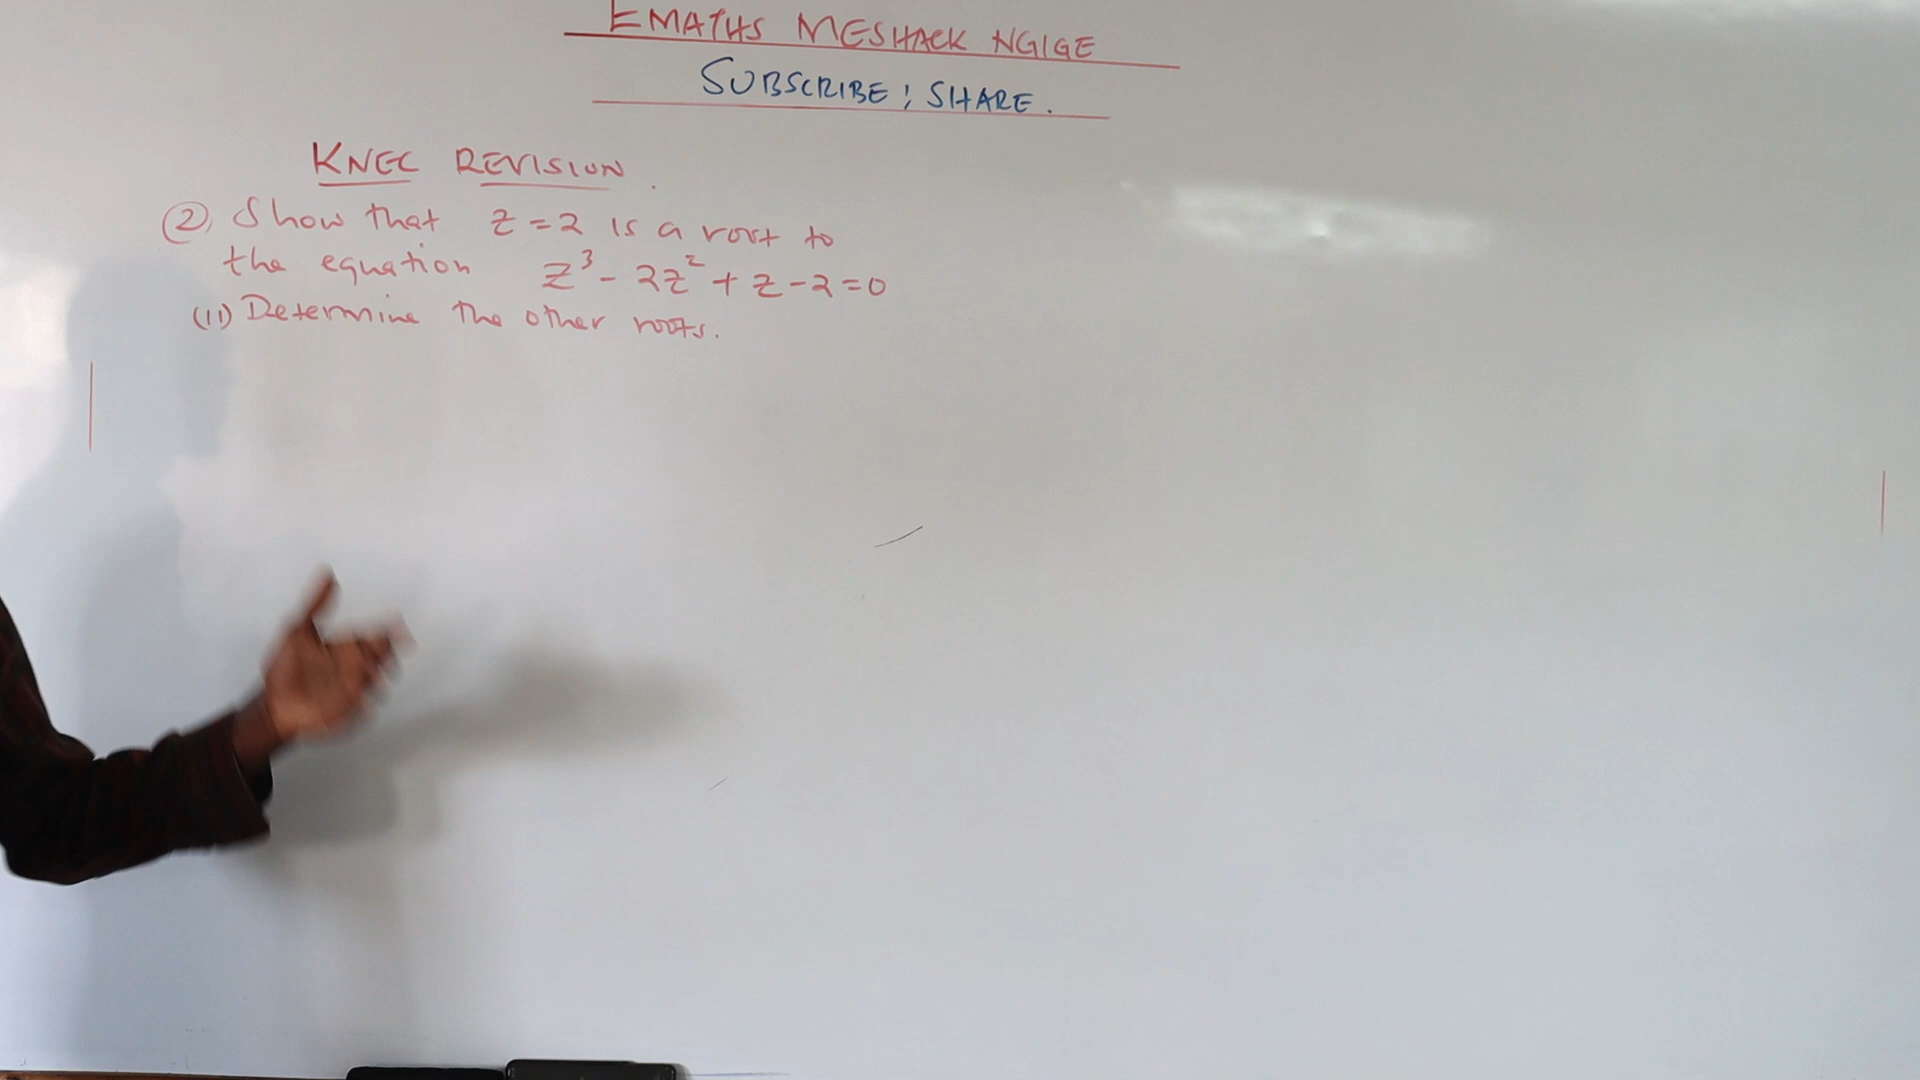 EMATHS MESHACK NGIGE
SUBSCRIBE; SHARE.
KNEC REVISION.
② Show that z=2 is a root to
the equation z³-2z²+z-2=0
(11) Determine the other roots.